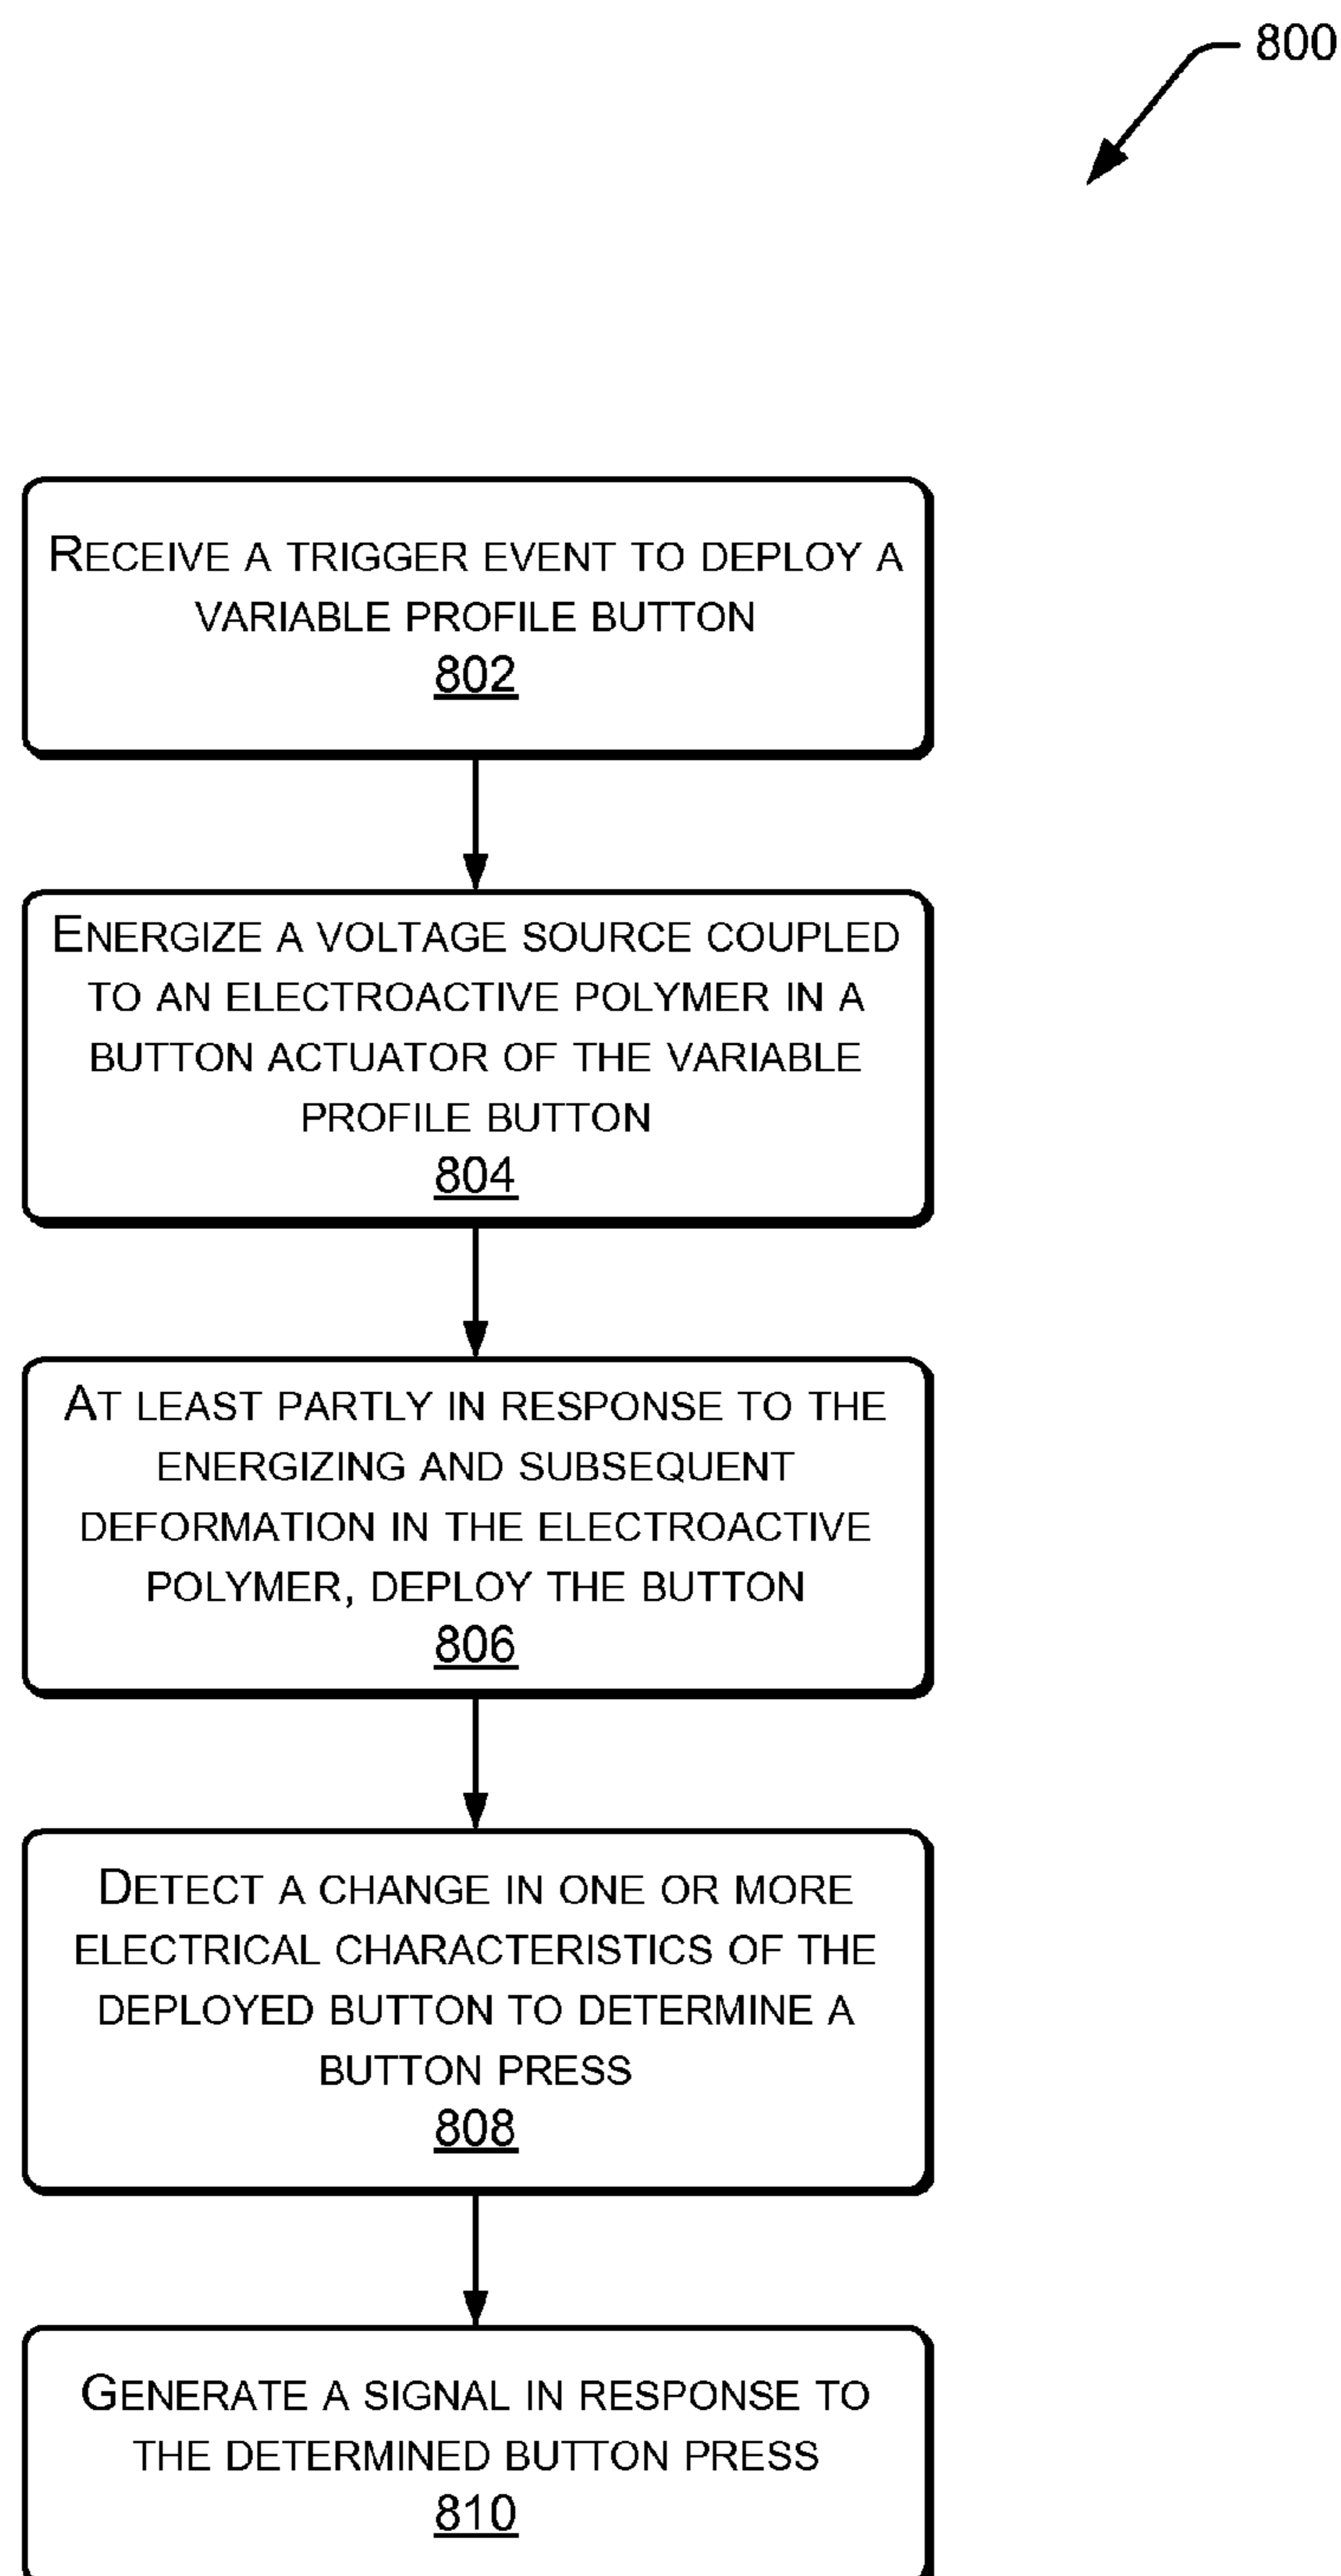 800
RECEIVE A TRIGGER EVENT TO DEPLOY A
VARIABLE PROFILE BUTTON
802
ENERGIZE A VOLTAGE SOURCE COUPLED
TO AN ELECTROACTIVE POLYMER IN A
BUTTON ACTUATOR OF THE VARIABLE
PROFILE BUTTON
804
AT LEAST PARTLY IN RESPONSE TO THE
ENERGIZING AND SUBSEQUENT
DEFORMATION IN THE ELECTROACTIVE
POLYMER, DEPLOY THE BUTTON
806
DETECT A CHANGE IN ONE OR MORE
ELECTRICAL CHARACTERISTICS OF THE
DEPLOYED BUTTON TO DETERMINE A
BUTTON PRESS
808
GENERATE A SIGNAL IN RESPONSE TO
THE DETERMINED BUTTON PRESS
810